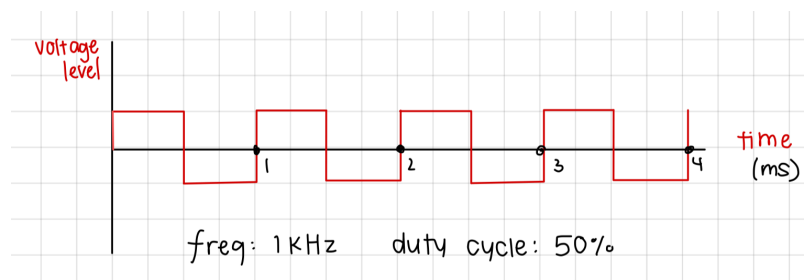 voltage
level
1 2 3 4
time
(ms)
freq: 1KHz duty cycle: 50%